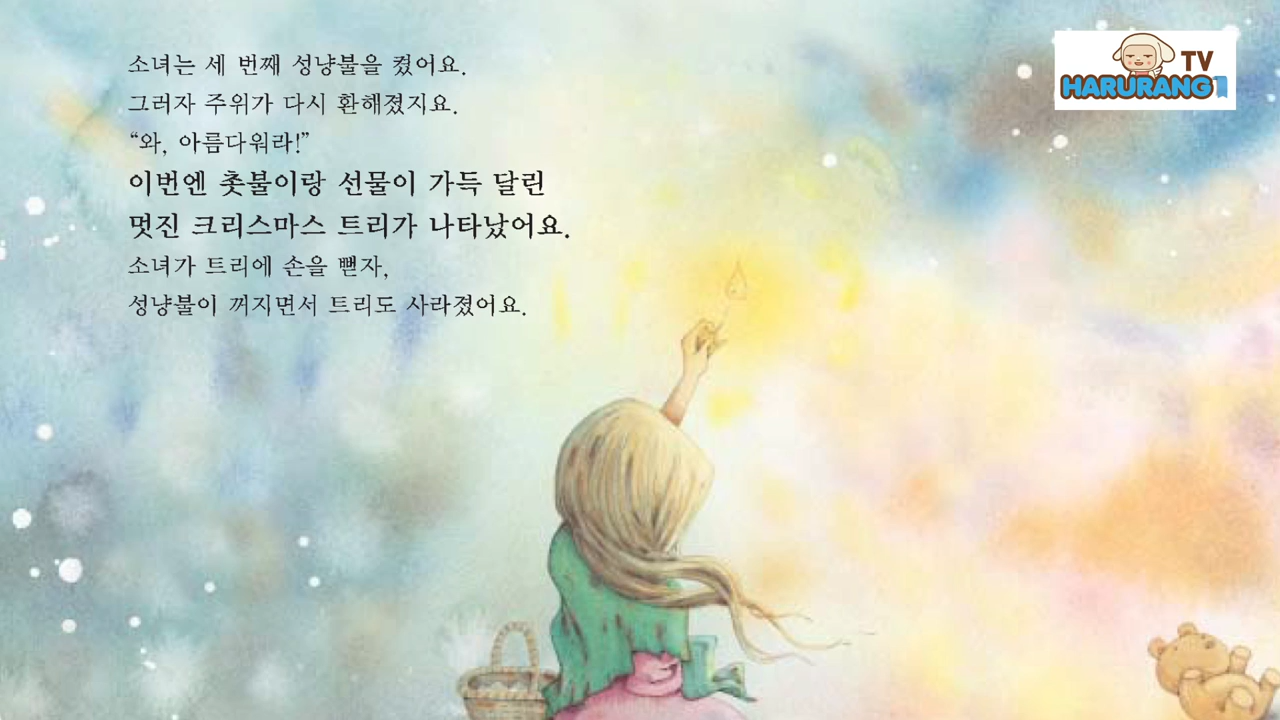 소녀는 세 번째 성냥불을 켰어요.
그러자 주위가 다시 환해졌지요.
“와, 아름다워라!”
이번엔 촛불이랑 선물이 가득 달린
멋진 크리스마스 트리가 나타났어요.
소녀가 트리에 손을 뻗자,
성냥불이 꺼지면서 트리도 사라졌어요.
TV
HARURANG